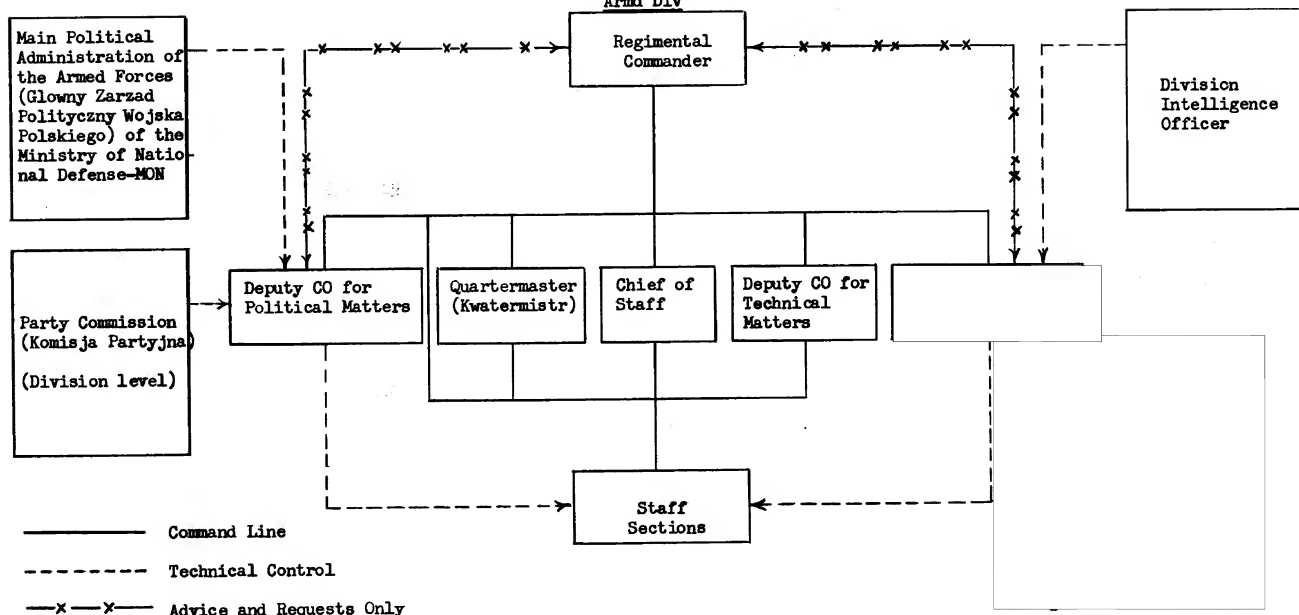 Armd Div
Regimental
Commander
Main Political
Administration of
the Armed Forces
(Glowny Zarzad
Polityczny Wojska
Polskiego) of the
Ministry of Natio-
nal Defense-MON
Division
Intelligence
Officer
Party Commission
(Komisja Partyjna)
(Division level)
Deputy CO for
Political Matters
Quartermaster
(Kwatermistr)
Chief of
Staff
Deputy CO for
Technical
Matters
Staff
Sections
Command Line
Technical Control
Advice and Requests Only